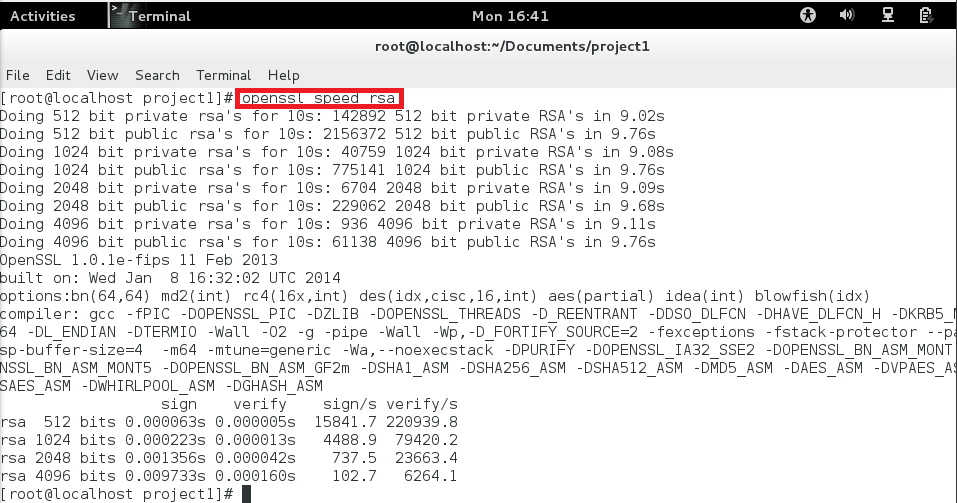 Activities
Terminal
Mon 16:41
root@localhost:~/Documents/project1
File Edit View Search Terminal Help
[root@localhost project1]# openssl speed rsa
Doing 512 bit private rsa's for 10s: 142892 512 bit private RSA's in 9.02s
Doing 512 bit public rsa's for 10s: 2156372 512 bit public RSA's in 9.76s
Doing 1024 bit private rsa's for 10s: 40759 1024 bit private RSA's in 9.08s
Doing 1024 bit public rsa's for 10s: 775141 1024 bit public RSA's in 9.76s
Doing 2048 bit private rsa's for 10s: 6704 2048 bit private RSA's in 9.09s
Doing 2048 bit public rsa's for 10s: 229062 2048 bit public RSA's in 9.68s
Doing 4096 bit private rsa's for 10s: 936 4096 bit private RSA's in 9.11s
Doing 4096 bit public rsa's for 10s: 61138 4096 bit public RSA's in 9.76s
OpenSSL 1.0.1e-fips 11 Feb 2013
built on: Wed Jan  8 16:32:02 UTC 2014
options:bn(64,64) md2(int) rc4(16x,int) des(idx,cisc,16,int) aes(partial) idea(int) blowfish(idx)
compiler: gcc -fPIC -DOPENSSL_PIC -DZLIB -DOPENSSL_THREADS -D_REENTRANT -DDSO_DLFCN -DHAVE_DLFCN_H -DKRB5_M
64 -DL_ENDIAN -DTERMIO -Wall -O2 -g -pipe -Wall -Wp,-D_FORTIFY_SOURCE=2 -fexceptions -fstack-protector --pa
sp-buffer-size=4  -m64 -mtune=generic -Wa,--noexecstack -DPURIFY -DOPENSSL_IA32_SSE2 -DOPENSSL_BN_ASM_MONT
NSSL_BN_ASM_MONT5 -DOPENSSL_BN_ASM_GF2m -DSHA1_ASM -DSHA256_ASM -DSHA512_ASM -DMD5_ASM -DAES_ASM -DVPAES_AS
SAES_ASM -DWHIRLPOOL_ASM -DGHASH_ASM
sign    verify    sign/s verify/s
rsa  512 bits 0.000063s 0.000005s  15841.7 220939.8
rsa 1024 bits 0.000223s 0.000013s   4488.9  79420.2
rsa 2048 bits 0.001356s 0.000042s    737.5  23663.4
rsa 4096 bits 0.009733s 0.000160s    102.7   6264.1
[root@localhost project1]#